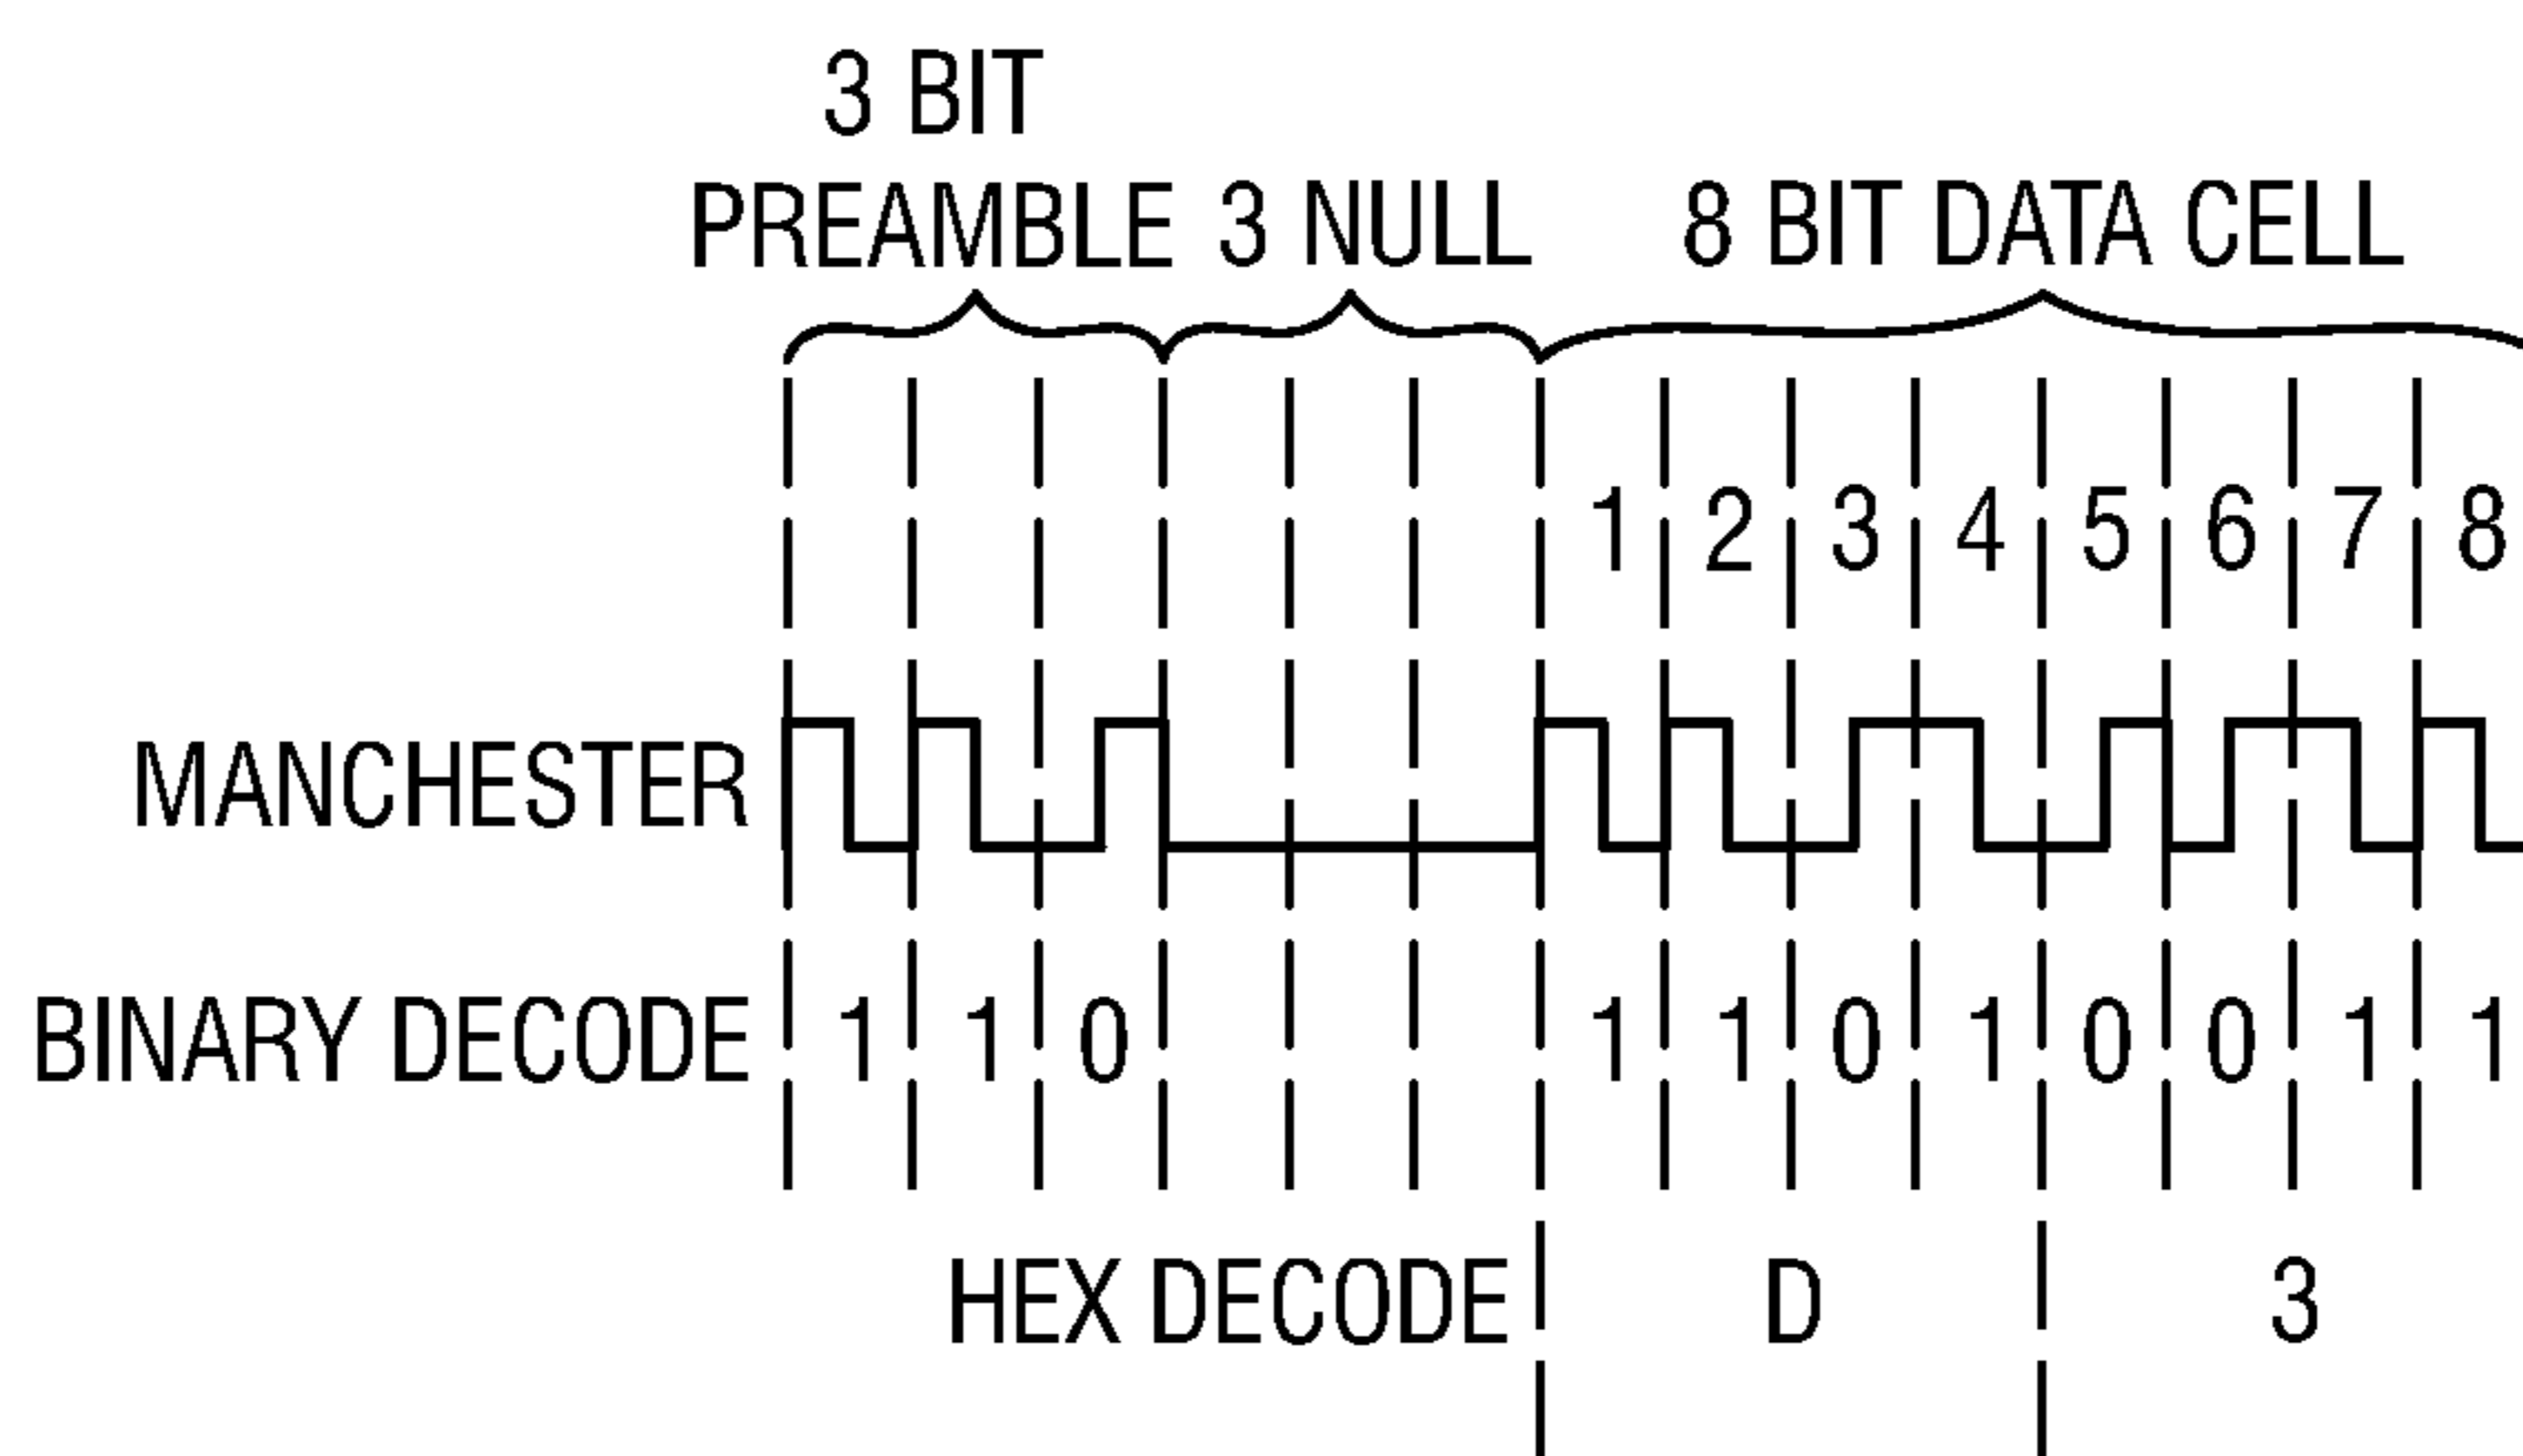 3 BIT
PREAMBLE 3 NULL 8 BIT DATA CELL
1 2 3 4 5 6 7 8
MANCHESTER
BINARY DECODE 1 1 0 1 1 0 1 0 0 1 1
HEX DECODE D 3